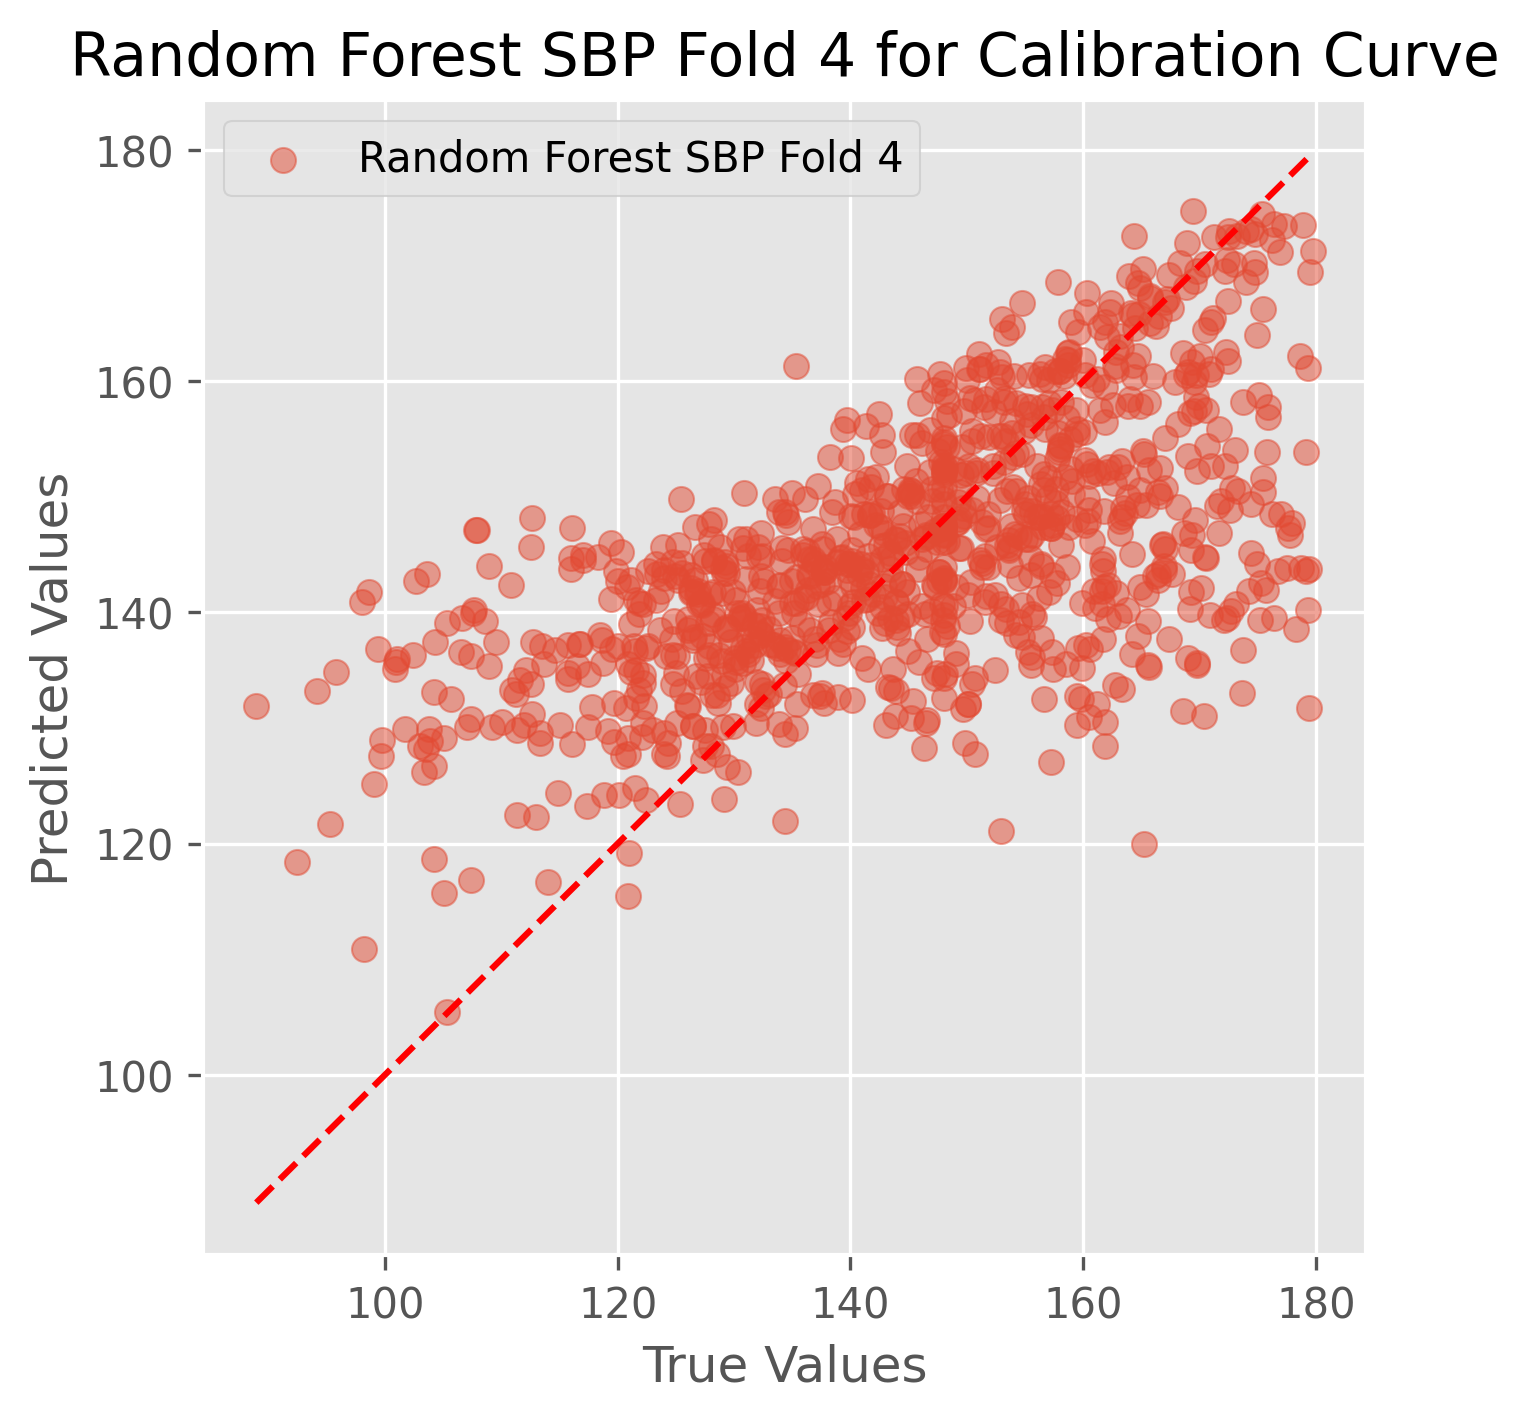 Random Forest SBP Fold 4 for Calibration Curve
Random Forest SBP Fold 4
180
160
140
120
100
Predicted Values
100 120 140 160 180
True Values